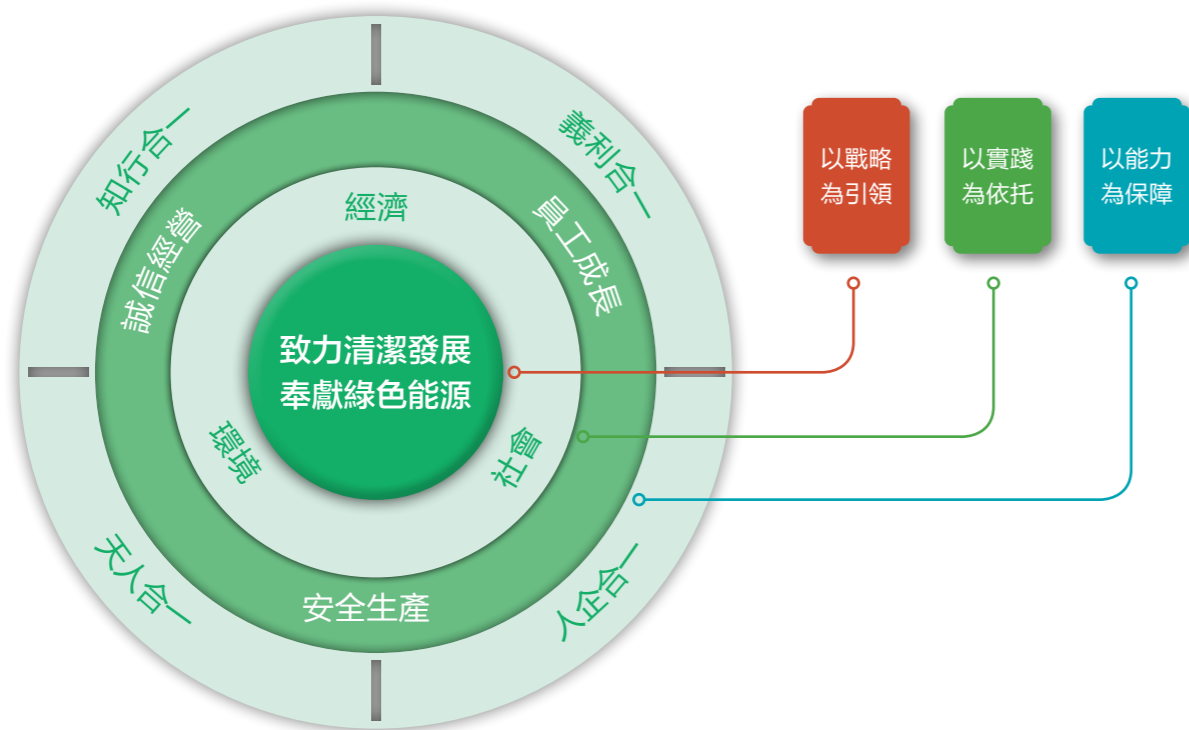 知行合一
義利合一
誠信經營
員工成長
經濟
致力清潔發展
奉獻綠色能源
環境
社會
天人合一
人企合一
安全生產
以戰略
為引領
以實踐
為依托
以能力
為保障